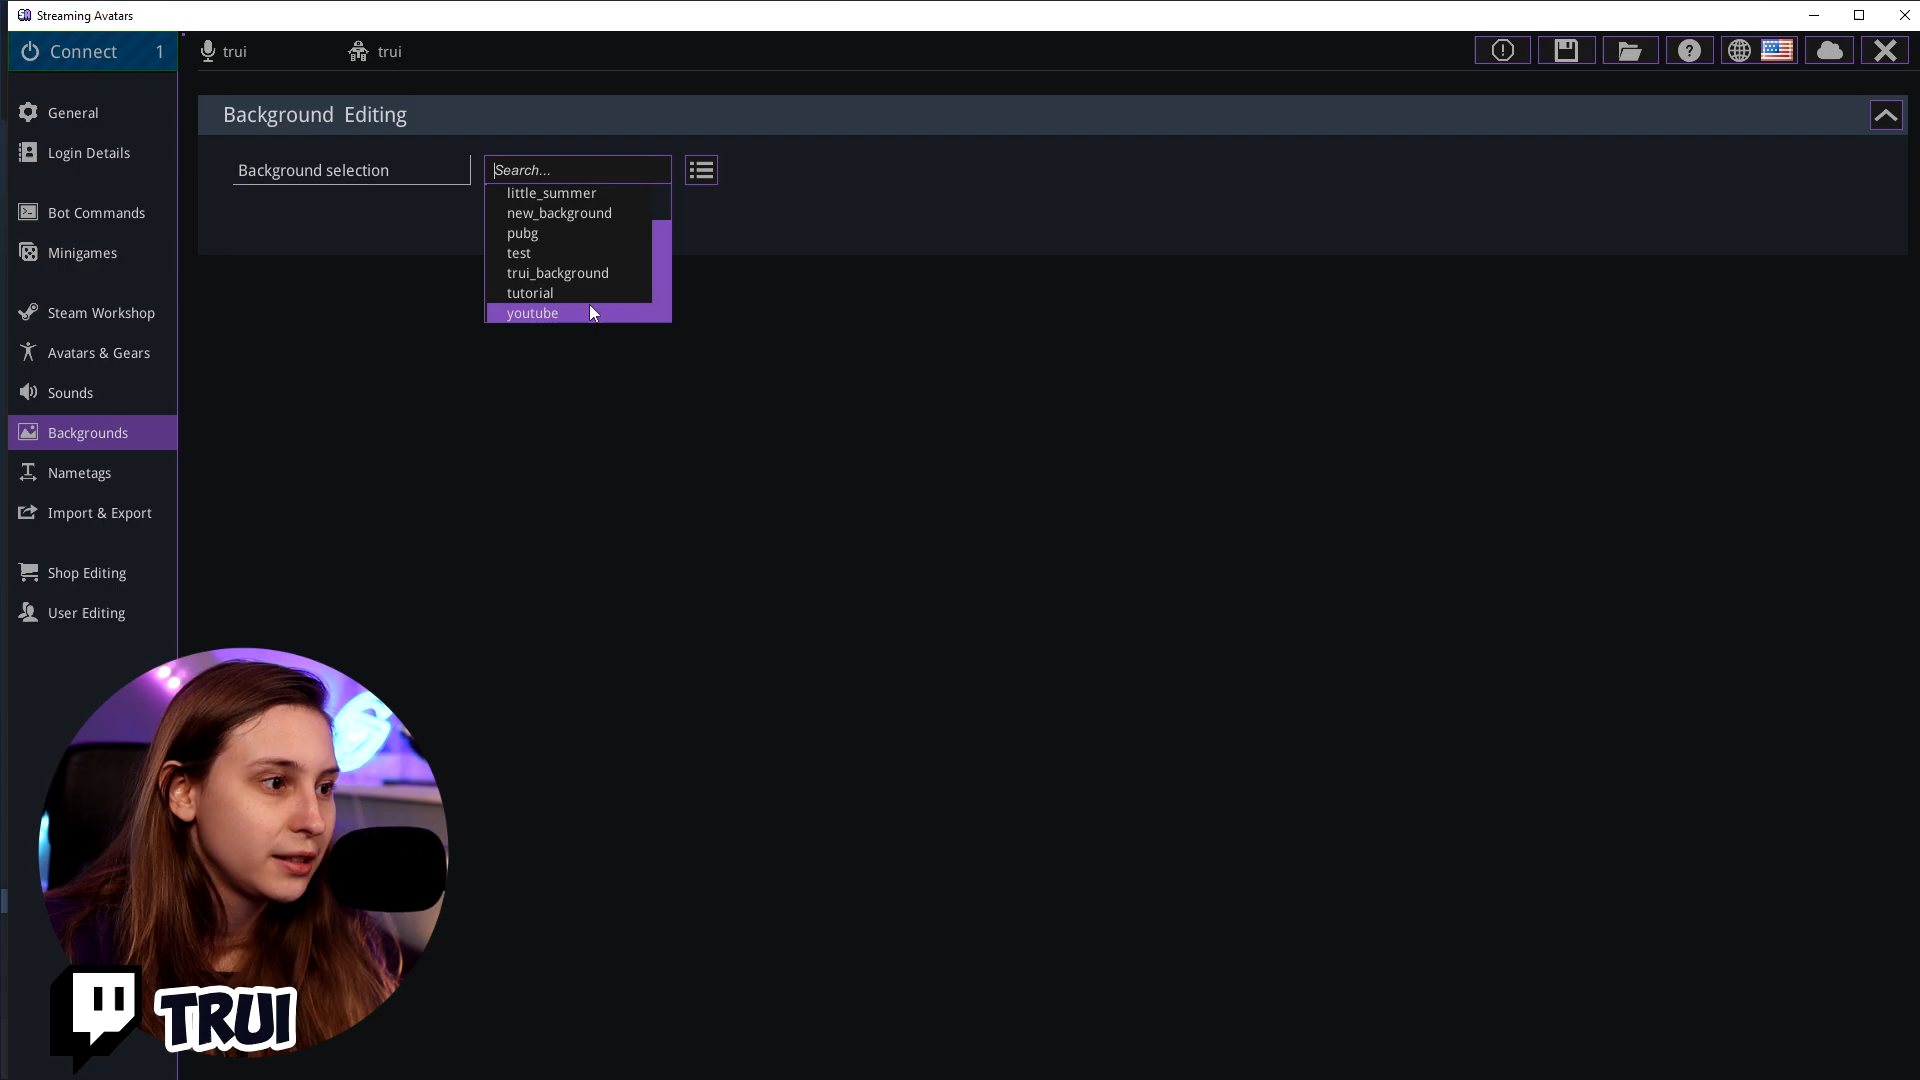 Streaming Avatars
Connect 1
trui
trui
General
Login Details
Bot Commands
Minigames
Steam Workshop
Avatars & Gears
Sounds
Backgrounds
Nametags
Import & Export
Shop Editing
User Editing
Background Editing
Background selection
Search...
little_summer
new_background
pubg
test
trui_background
tutorial
youtube
TRUI